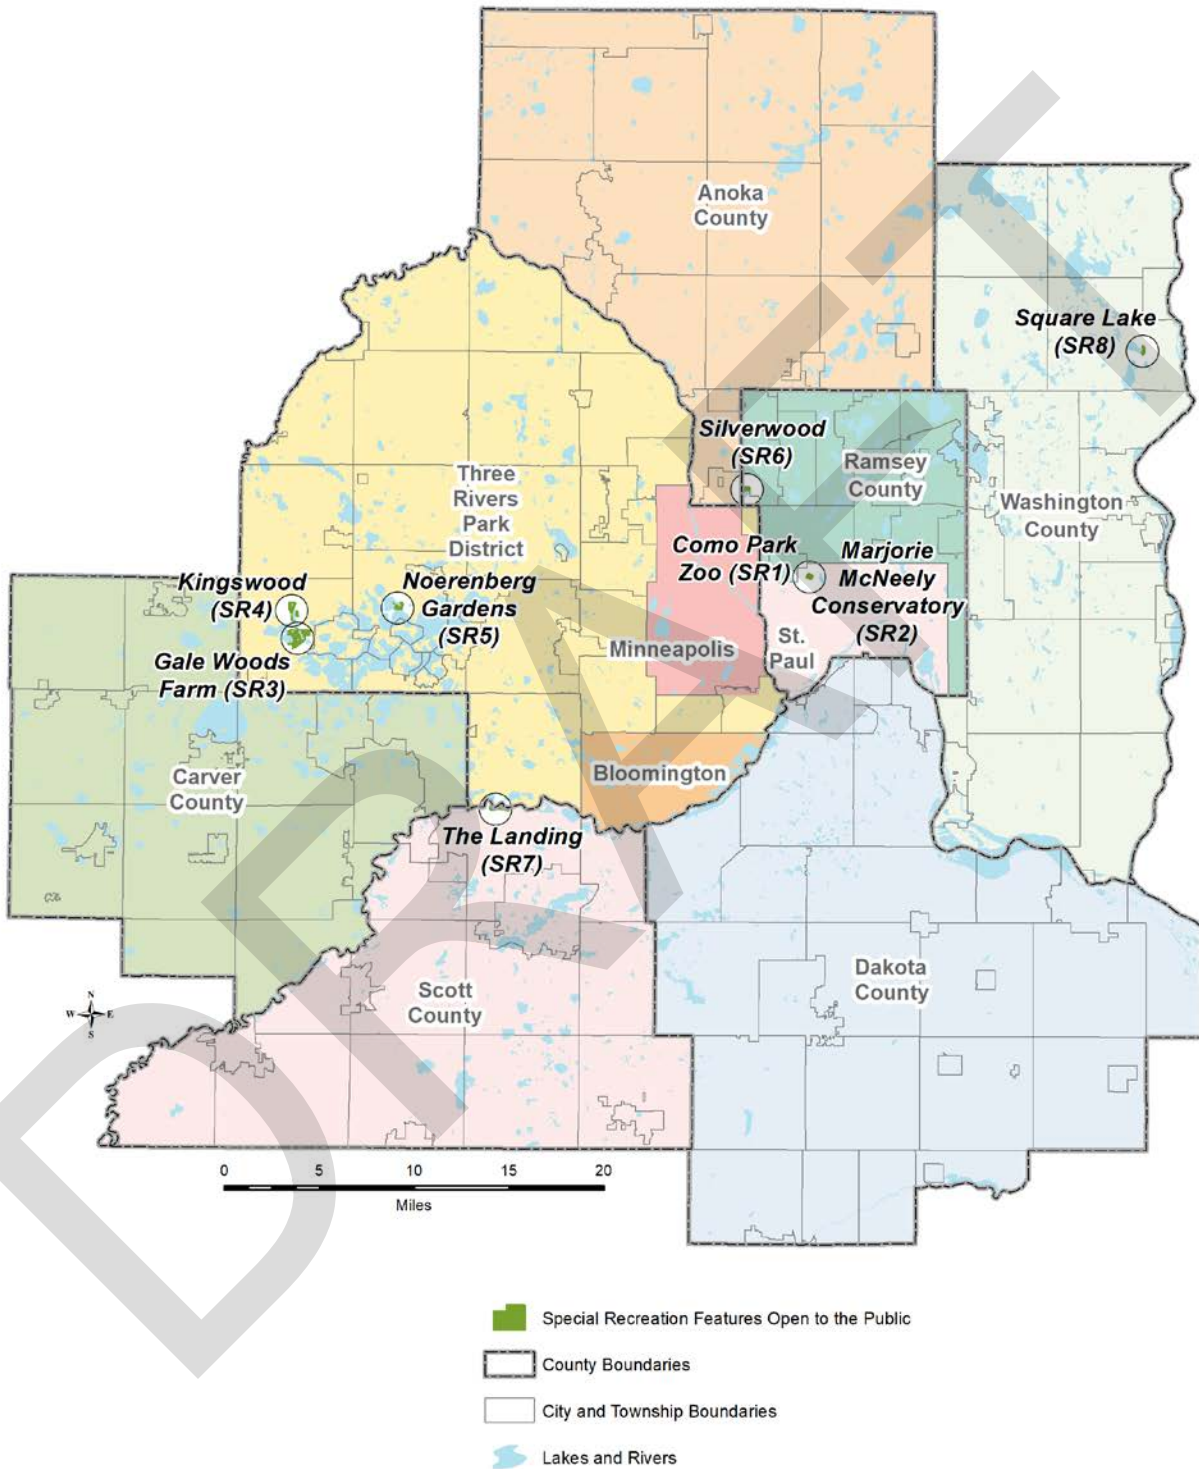 Anoka
County
Square Lake
(SR8)
Silverwood
(SR6)
Ramsey
County
Three
Rivers
Park
District
Washington
County
Como Park
Zoo (SR1)
Marjorie
McNeely
Conservatory
(SR2)
Kingswood
(SR4)
Noerenberg
Gardens
(SR5)
Minneapolis
St.
Paul
Gale Woods
Farm (SR3)
Carver
County
Bloomington
The Landing
(SR7)
Scott
County
Dakota
County
N
W E
S
0 5 10 15 20
Miles
DRAFT
Special Recreation Features Open to the Public
County Boundaries
City and Township Boundaries
Lakes and Rivers